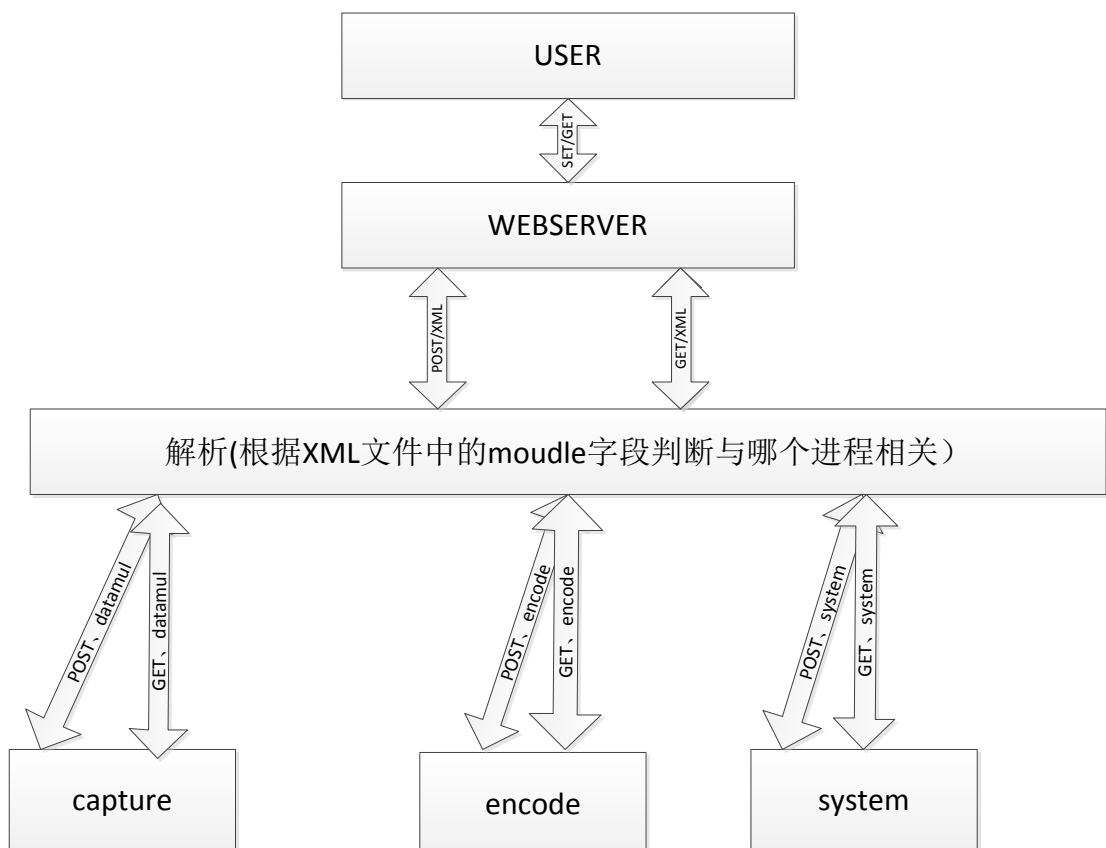 USER
SET/GET
WEBSERVER
POST/XML
GET/XML
解析(根据XML文件中的moudle字段判断与哪个进程相关）
POST、datamul
GET、datamul
POST、encode
GET、encode
POST、system
GET、system
capture
encode
system